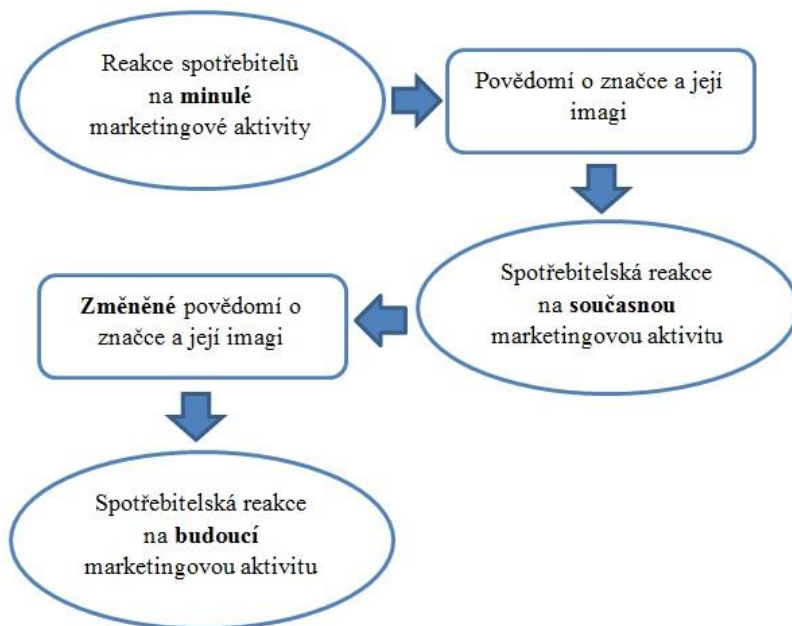 Reakce spotřebitelů
na minulé
marketingové aktivity
Povědomí o značce a její
imagi
Spotřebitelská reakce
na současnou
marketingovou aktivitu
Změněné povědomí o
značce a její imagi
Spotřebitelská reakce
na budoucí
marketingovou aktivitu